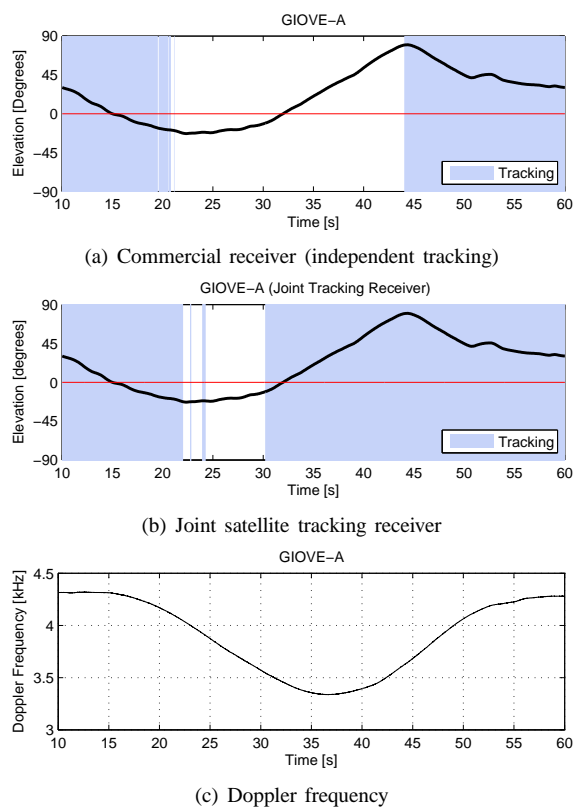 GIOVE−A
Elevation [Degrees]
90
45
0
−45
−90
Tracking
10 15 20 25 30 35 40 45 50 55 60
Time [s]
(a) Commercial receiver (independent tracking)
GIOVE−A (Joint Tracking Receiver)
Elevation [degrees]
90
45
0
−45
−90
Tracking
10 15 20 25 30 35 40 45 50 55 60
Time [s]
(b) Joint satellite tracking receiver
GIOVE−A
Doppler Frequency [kHz]
4.5
4
3.5
3
10 15 20 25 30 35 40 45 50 55 60
Time [s]
(c) Doppler frequency